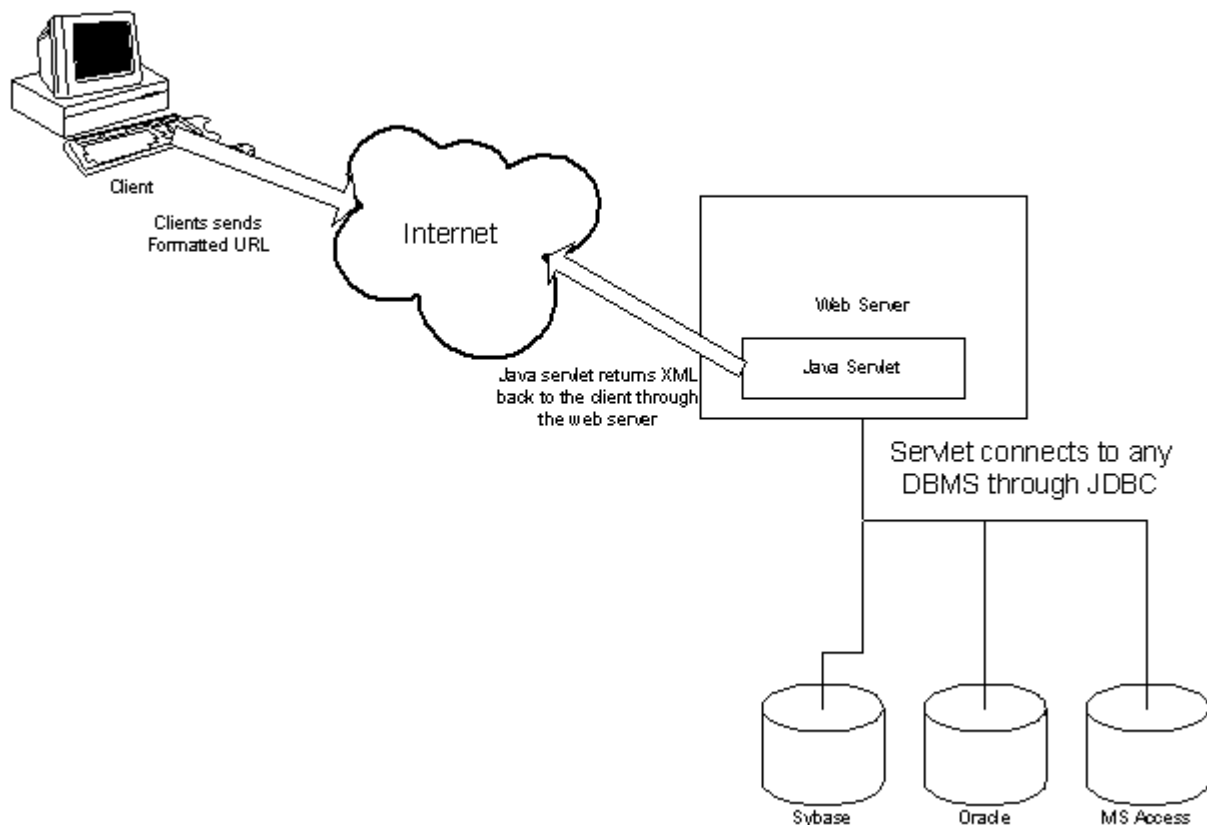 Client
Clients sends
Formatted URL
Internet
Web Server
Java Servlet
Java servlet returns XML
back to the client through
the web server
Servlet connects to any
DBMS through JDBC
Sybase
Oracle
MS Access